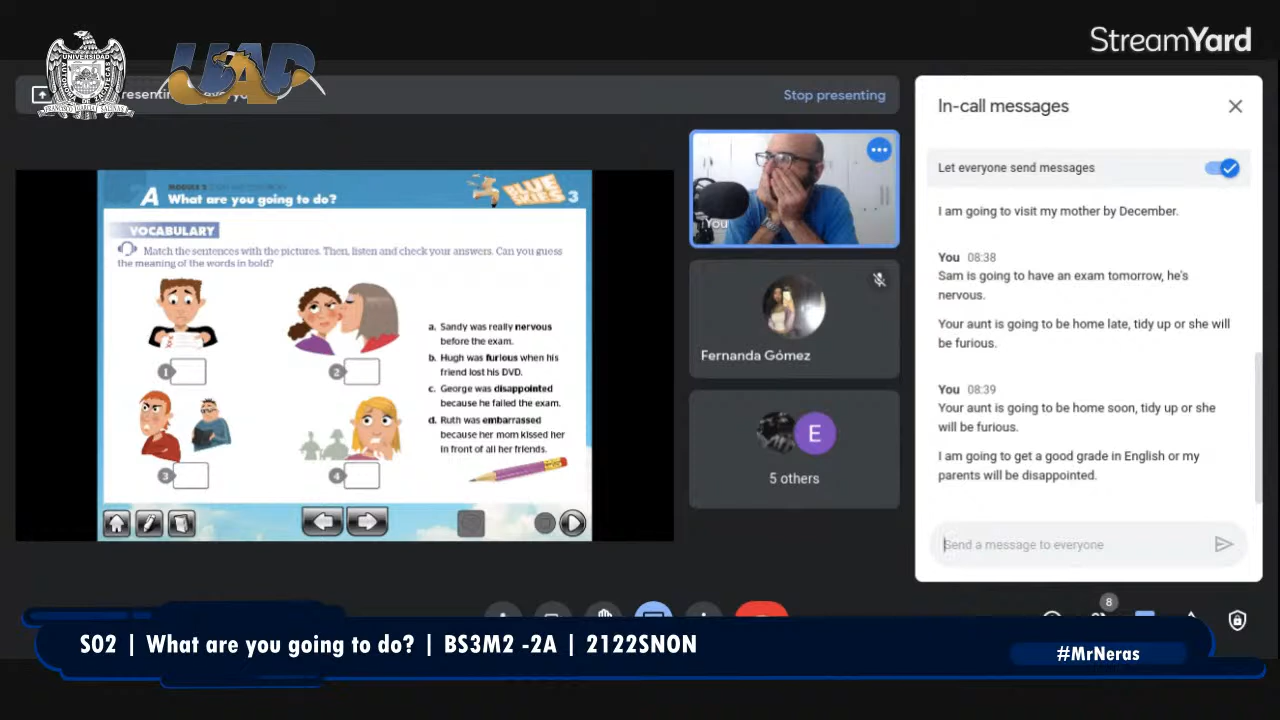 StreamYard
UNIVERSIDAD
UAP
Stop presenting
In-call messages
Let everyone send messages
I am going to visit my mother by December.
You 08:38
Sam is going to have an exam tomorrow, he's
nervous.
Your aunt is going to be home late, tidy up or she will
be furious.
You 08:39
Your aunt is going to be home soon, tidy up or she
will be furious.
I am going to get a good grade in English or my
parents will be disappointed.
Send a message to everyone
A What are you going to do?
BLUE
SKIES 3
VOCABULARY
Match the sentences with the pictures. Then, listen and check your answers. Can you guess
the meaning of the words in bold?
1
2
3
4
a. Sandy was really nervous
before the exam.
b. Hugh was furious when his
friend lost his DVD.
c. George was disappointed
because he failed the exam.
d. Ruth was embarrassed
because her mom kissed her
in front of all her friends.
You
Fernanda Gómez
E
5 others
8
S02 | What are you going to do? | BS3M2 -2A | 2122SNON
#MrNeras